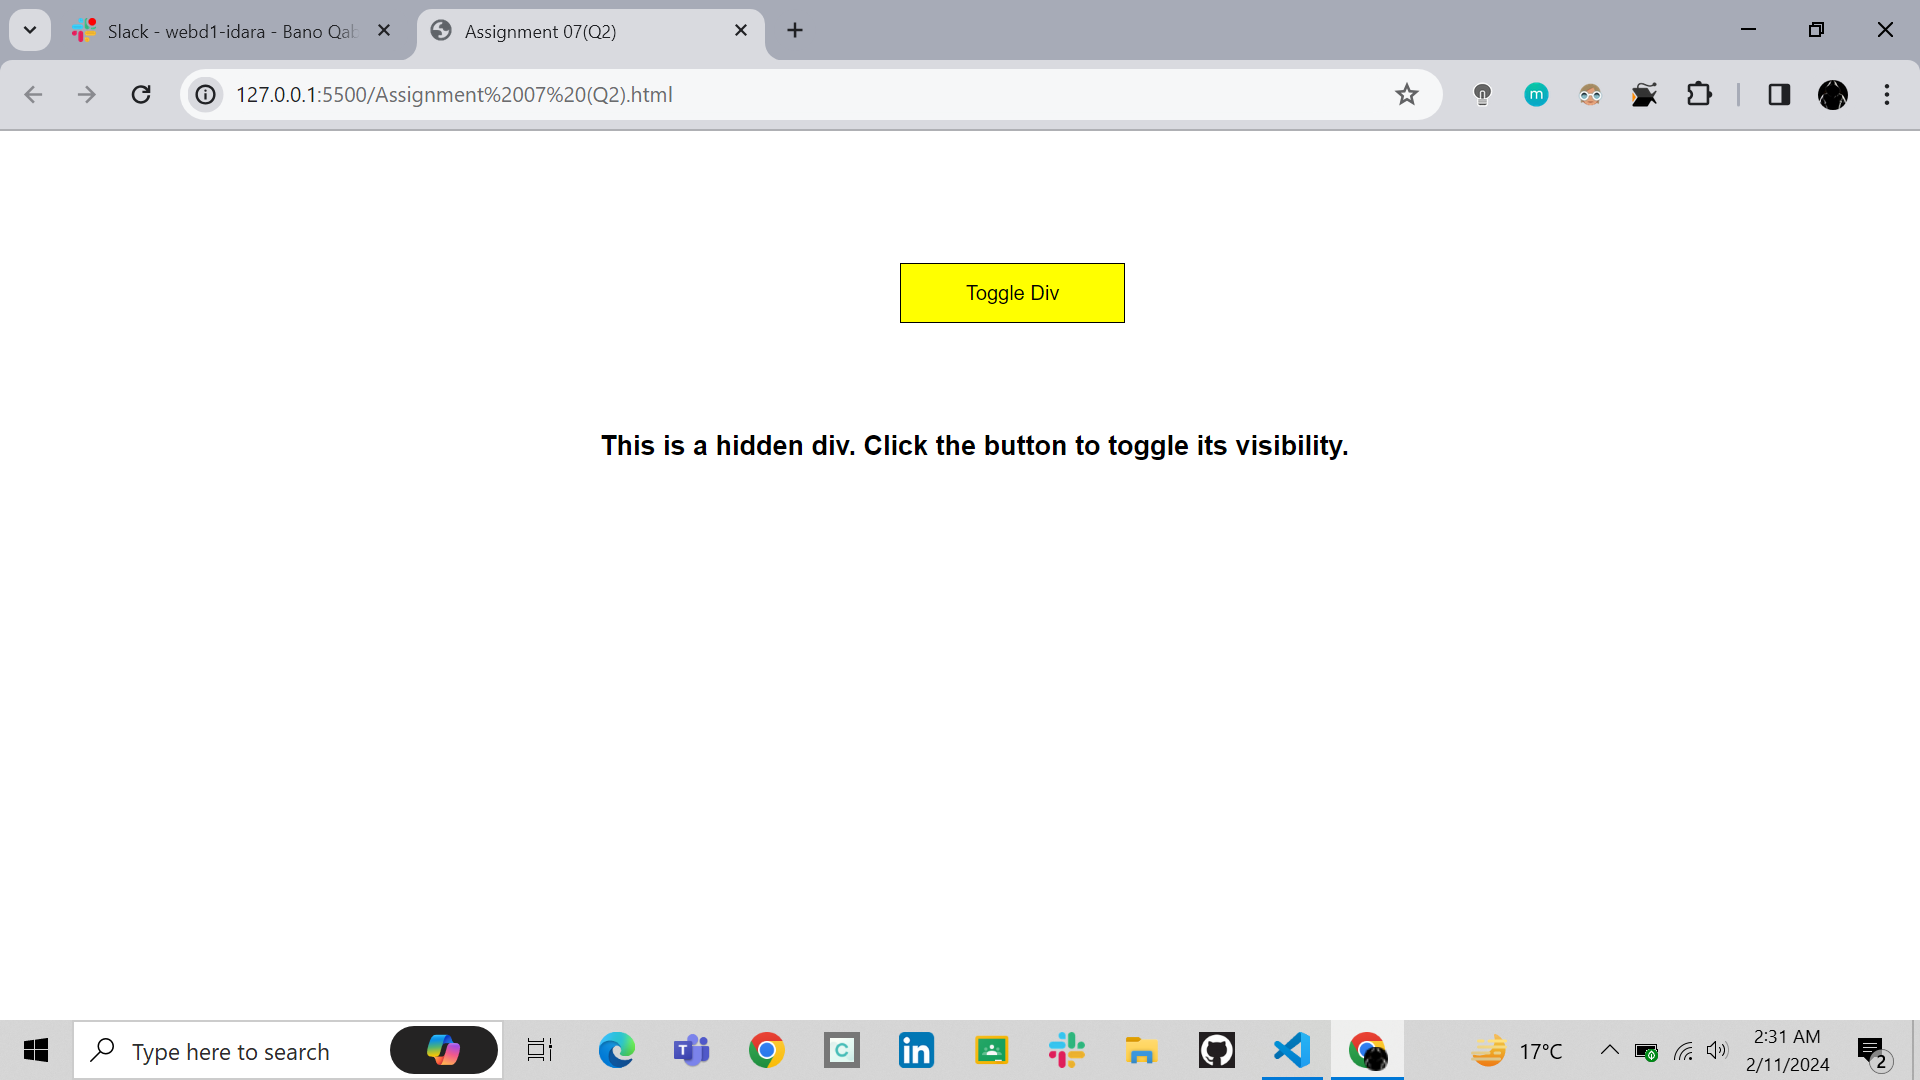 Slack - webd1-idara - Bano Qab
Assignment 07(Q2)
127.0.0.1:5500/Assignment%2007%20(Q2).html
m
Toggle Div
This is a hidden div. Click the button to toggle its visibility.
Type here to search
T
C
in
17°C
2:31 AM
2/11/2024
2